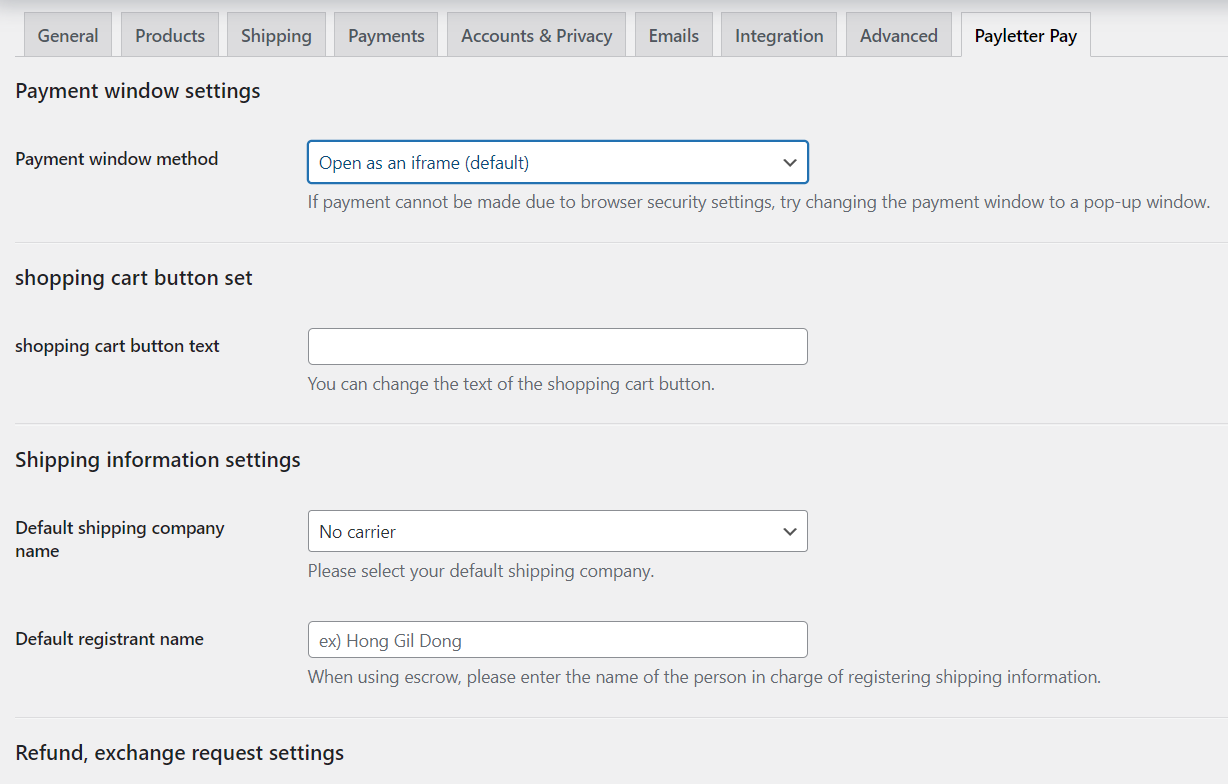 General Products Shipping Payments Accounts & Privacy Emails Integration Advanced Payletter Pay
Payment window settings
Payment window method
Open as an iframe (default)
If payment cannot be made due to browser security settings, try changing the payment window to a pop-up window.
shopping cart button set
shopping cart button text
You can change the text of the shopping cart button.
Shipping information settings
Default shipping company
name
No carrier
Please select your default shipping company.
Default registrant name
ex) Hong Gil Dong
When using escrow, please enter the name of the person in charge of registering shipping information.
Refund, exchange request settings